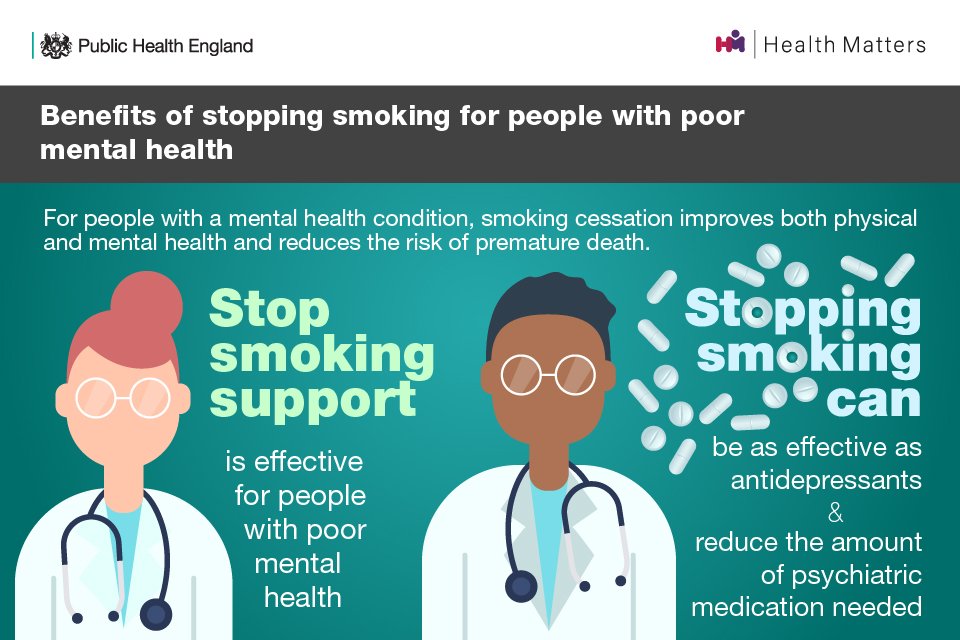 Public Health England
HM | Health Matters
Benefits of stopping smoking for people with poor
mental health
For people with a mental health condition, smoking cessation improves both physical
and mental health and reduces the risk of premature death.
Stop
smoking
support
is effective
for people
with poor
mental
health
Stopping
smoking
can
be as effective as
antidepressants
&
reduce the amount
of psychiatric
medication needed